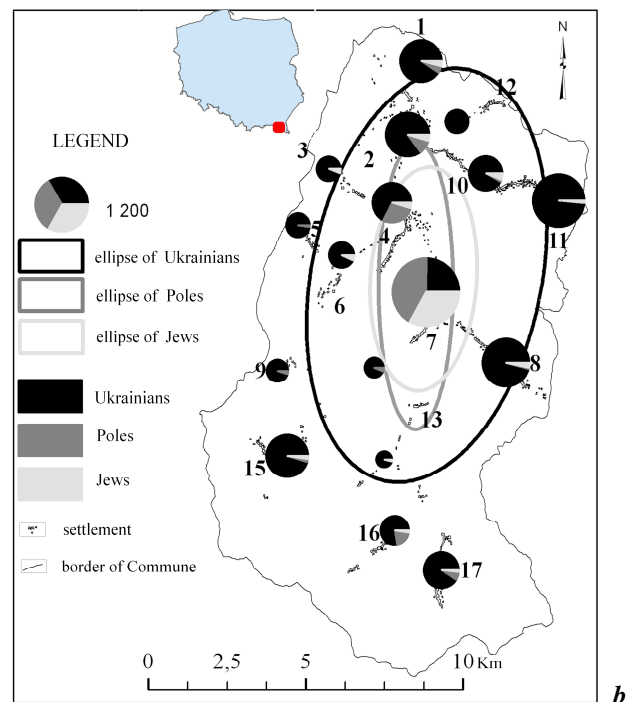 1
N
12
LEGEND
3
2
1 200
10
11
5
4
ellipse of Ukrainians
ellipse of Poles
6
ellipse of Jews
7
8
9
Ukrainians
13
Poles
15
Jews
16
settlement
17
border of Commune
0 2,5 5 10 Km
b